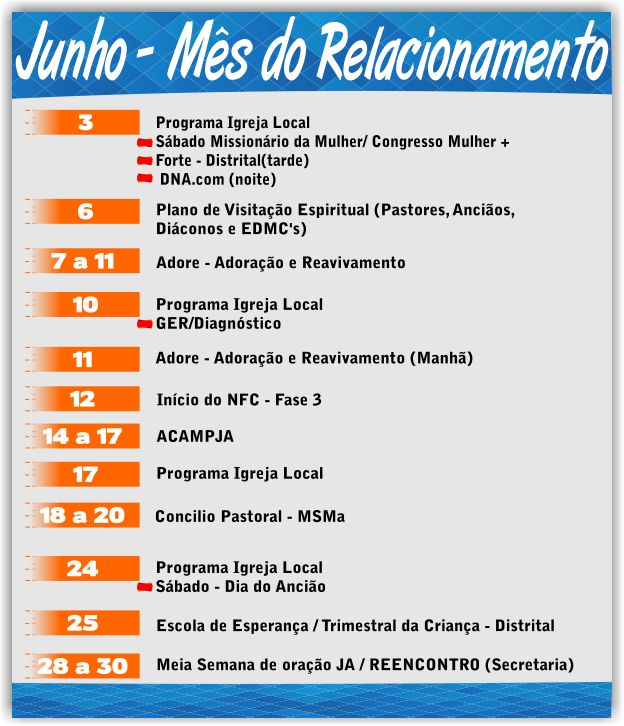 Junho - Mês do Relacionamento
3 Programa Igreja Local
Sábado Missionário da Mulher/ Congresso Mulher +
Forte - Distrital(tarde)
DNA.com (noite)
6 Plano de Visitação Espiritual (Pastores, Anciãos,
Diáconos e EDMC's)
7 a 11 Adore - Adoração e Reavivamento
10 Programa Igreja Local
GER/Diagnóstico
11 Adore - Adoração e Reavivamento (Manhã)
12 Início do NFC - Fase 3
14 a 17 ACAMPJA
17 Programa Igreja Local
18 a 20 Concilio Pastoral - MSMa
24 Programa Igreja Local
Sábado - Dia do Ancião
25 Escola de Esperança / Trimestral da Criança - Distrital
28 a 30 Meia Semana de oração JA / REENCONTRO (Secretaria)